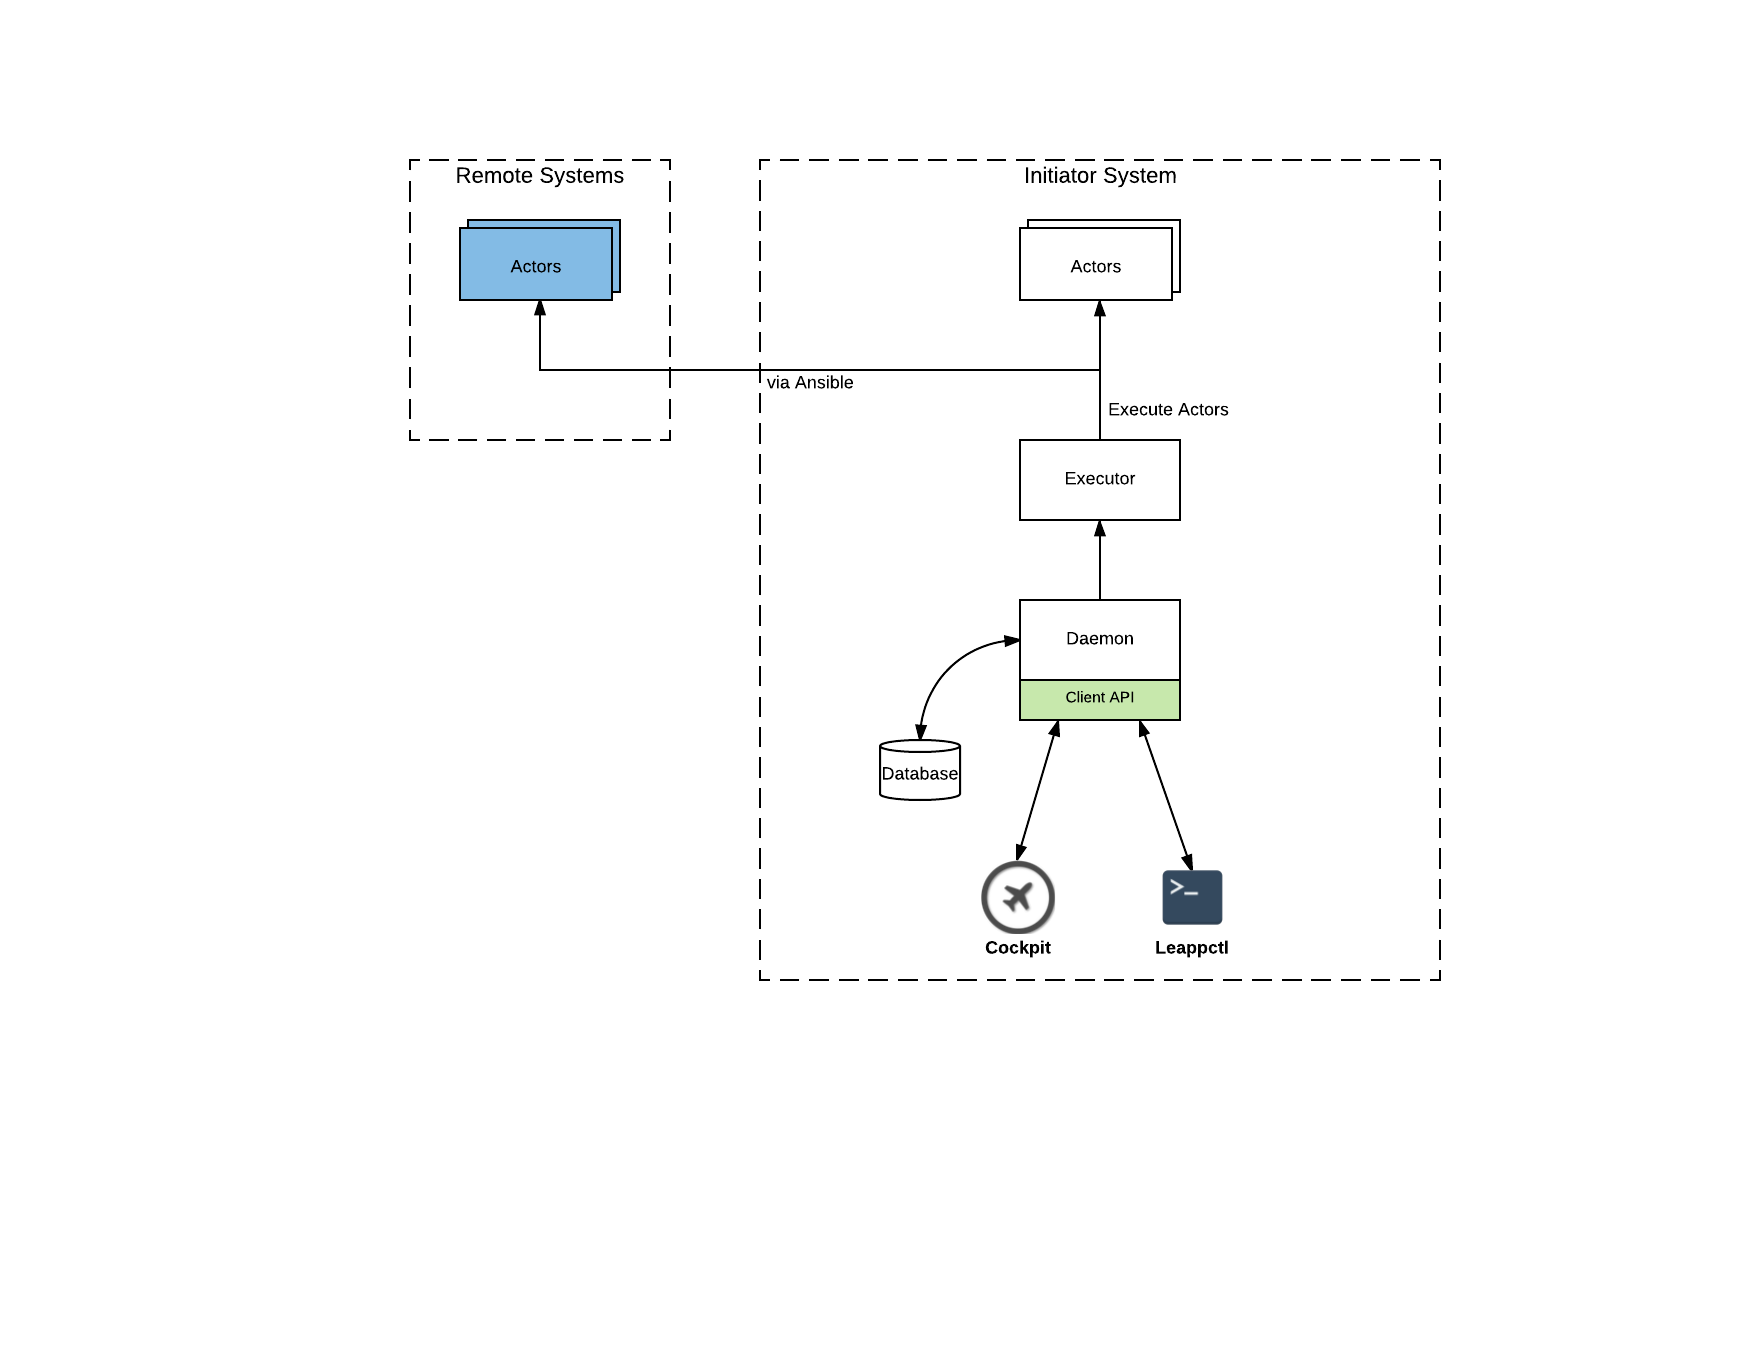 Remote Systems
Initiator System
Actors
Actors
via Ansible
Execute Actors
Executor
Daemon
Client API
Database
>_
Cockpit
Leappctl